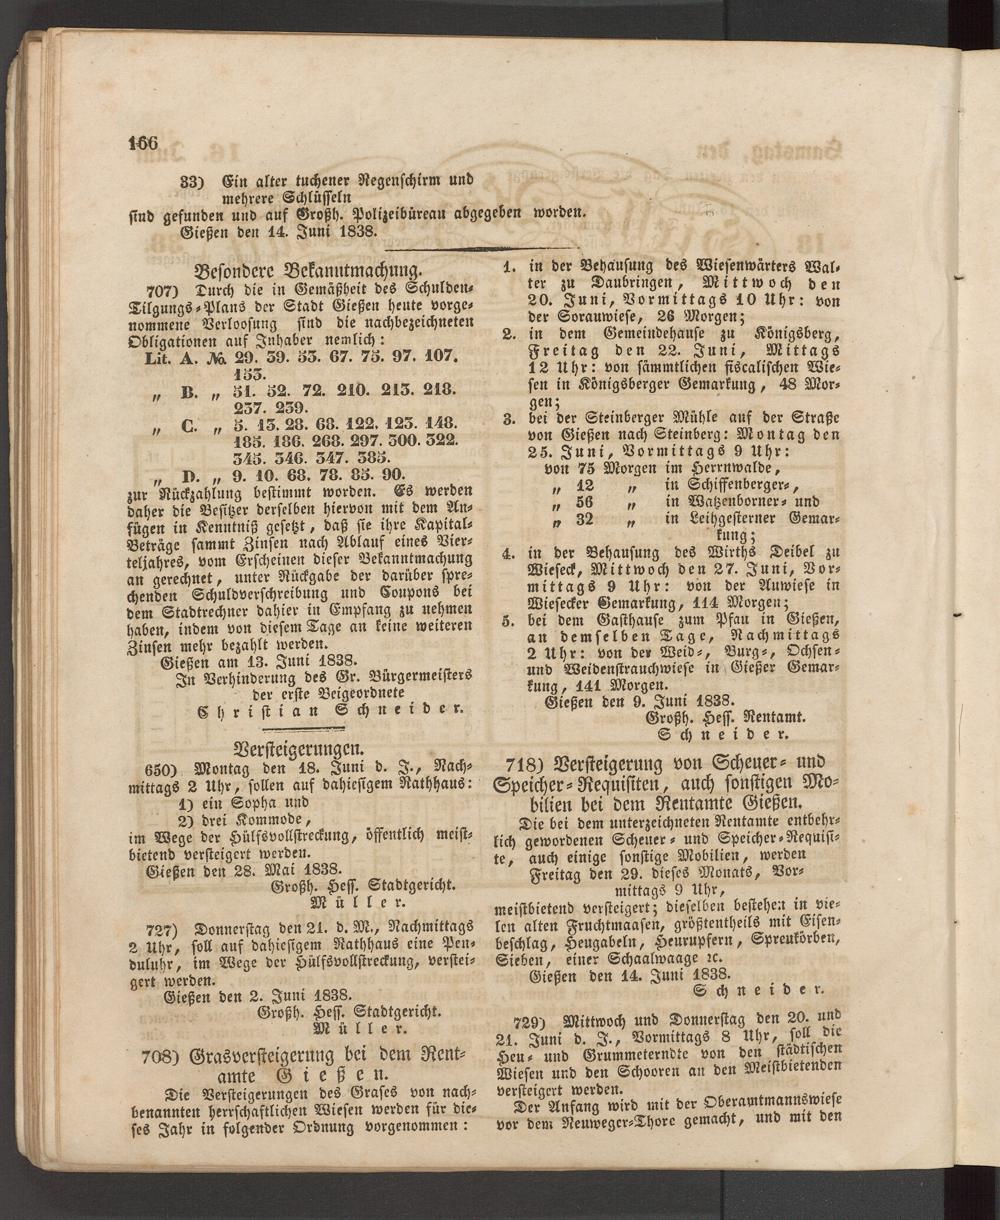 166
33) Ein alter tuchener Regenschirm und
mehrere Schlüsseln
sind gefunden und auf Großh. Polizeibüreau abgegeben worden.
Gießen den 14. Juni 1838.
Besondere Bekanntmachung.
707) Durch die in Gemäßheit des Schulden-
Tilgungs-Plans der Stadt Gießen heute vorge-
nommene Verloosung sind die nachbezeichneten
Obligationen auf Inhaber nemlich:
Lit. A. No. 29. 39. 53. 67. 75. 97. 107.
153.
„ B. „ 51. 52. 72. 210. 213. 218.
237. 239.
„ C. „ 5. 13. 28. 68. 122. 123. 148.
185. 186. 268. 297. 300. 322.
345. 346. 347. 385.
„ D. „ 9. 10. 68. 78. 85. 90.
zur Rückzahlung bestimmt worden. Es werden
daher die Besitzer derselben hiervon mit dem An-
fügen in Kenntniß gesetzt, daß sie ihre Kapital-
Beträge sammt Zinsen nach Ablauf eines Vier-
teljahres, vom Erscheinen dieser Bekanntmachung
an gerechnet, unter Rückgabe der darüber spre-
chenden Schuldverschreibung und Coupons bei
dem Stadtrechner dahier in Empfang zu nehmen
haben, indem von diesem Tage an keine weiteren
Zinsen mehr bezahlt werden.
Gießen am 13. Juni 1838.
In Verhinderung des Gr. Bürgermeisters
der erste Beigeordnete
Christian Schneider.
Versteigerungen.
650) Montag den 18. Juni d. J., Nach-
mittags 2 Uhr, sollen auf dahiesigem Rathhaus:
1) ein Sopha und
2) drei Kommode,
im Wege der Hülfsvollstreckung, öffentlich meist-
bietend versteigert werden.
Gießen den 28. Mai 1838.
Großh. Hess. Stadtgericht.
Müller.
727) Donnerstag den 21. d. M., Nachmittags
2 Uhr, soll auf dahiesigem Rathhaus eine Pen-
duluhr, im Wege der Hülfsvollstreckung, verstei-
gert werden.
Gießen den 2. Juni 1838.
Großh. Hess. Stadtgericht.
Müller.
708) Grasversteigerung bei dem Rent-
amte Gießen.
Die Versteigerungen des Grases von nach-
benannten herrschaftlichen Wiesen werden für die-
ses Jahr in folgender Ordnung vorgenommen:
1. in der Behausung des Wiesenwärters Wal-
ter zu Daubringen, Mittwoch den
20. Juni, Vormittags 10 Uhr: von
der Sorauwiese, 26 Morgen;
2. in dem Gemeindehause zu Königsberg,
Freitag den 22. Juni, Mittags
12 Uhr: von sämmtlichen fiscalischen Wie-
sen in Königsberger Gemarkung, 48 Mor-
gen;
3. bei der Steinberger Mühle auf der Straße
von Gießen nach Steinberg: Montag den
25. Juni, Vormittags 9 Uhr:
von 75 Morgen im Herrnwalde,
„ 12 „ in Schiffenberger-,
„ 56 „ in Watzenborner- und
„ 32 „ in Leihgesterner Gemar-
kung;
4. in der Behausung des Wirths Deibel zu
Wieseck, Mittwoch den 27. Juni, Vor-
mittags 9 Uhr: von der Auwiese in
Wiesecker Gemarkung, 114 Morgen;
5. bei dem Gasthause zum Pfau in Gießen,
an demselben Tage, Nachmittags
2 Uhr: von der Weid-, Burg-, Ochsen-
und Weidenstrauchwiese in Gießer Gemar-
kung, 141 Morgen.
Gießen den 9. Juni 1838.
Großh. Hess. Rentamt.
Schneider.
718) Versteigerung von Scheuer- und
Speicher-Requisiten, auch sonstigen Mo-
bilien bei dem Rentamte Gießen.
Die bei dem unterzeichneten Rentamte entbehr-
lich gewordenen Scheuer- und Speicher-Requisi-
te, auch einige sonstige Mobilien, werden
Freitag den 29. dieses Monats, Vor-
mittags 9 Uhr,
meistbietend versteigert; dieselben bestehen in vie-
len alten Fruchtmaasen, größtentheils mit Eisen-
beschlag, Heugabeln, Heurupfern, Spreukörben,
Sieben, einer Schaalwaage ꝛc.
Gießen den 14. Juni 1838.
Schneider.
729) Mittwoch und Donnerstag den 20. und
21. Juni d. J., Vormittags 8 Uhr, soll die
Heu- und Grummeterndte von den städtischen
Wiesen und den Schooren an den Meistbietenden
versteigert werden.
Der Anfang wird mit der Oberamtmannswiese
vor dem Neuweger-Thore gemacht, und mit den